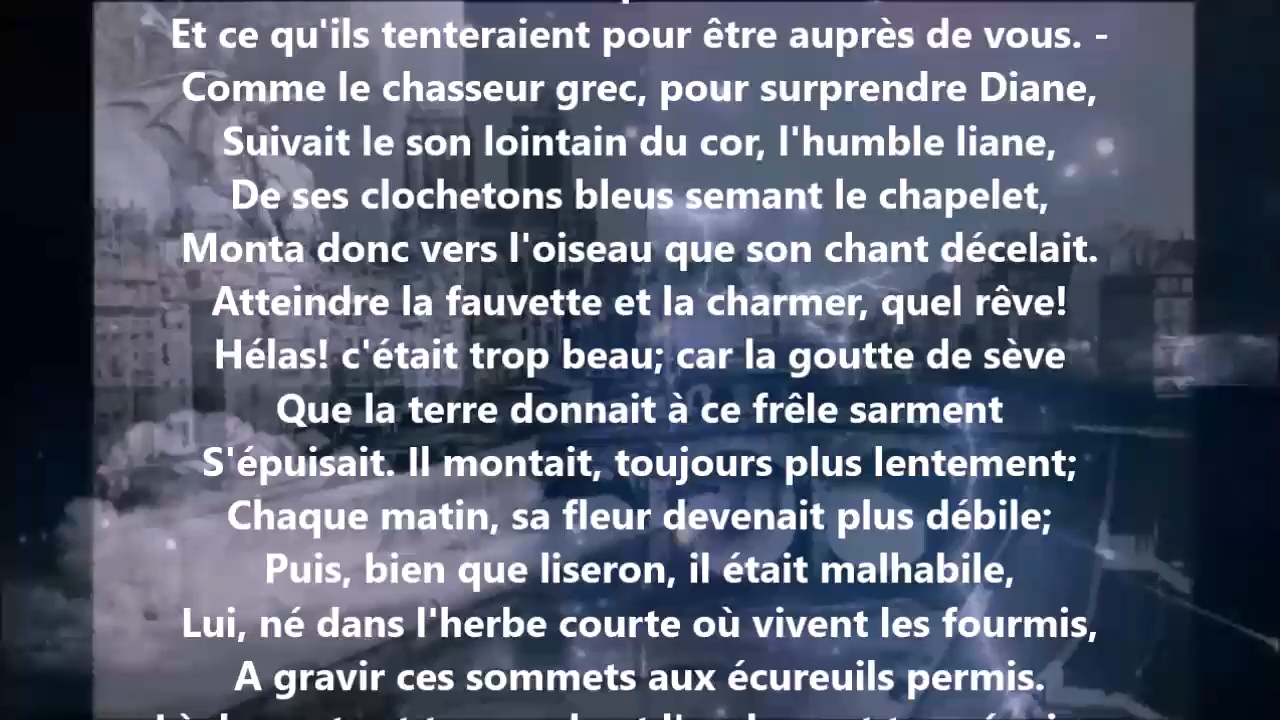 Et ce qu'ils tenteraient pour être auprès de vous. -
Comme le chasseur grec, pour surprendre Diane,
Suivait le son lointain du cor, l'humble liane,
De ses clochetons bleus semant le chapelet,
Monta donc vers l'oiseau que son chant décelait.
Atteindre la fauvette et la charmer, quel rêve!
Hélas! c'était trop beau; car la goutte de sève
Que la terre donnait à ce frêle sarment
S'épuisait. Il montait, toujours plus lentement;
Chaque matin, sa fleur devenait plus débile;
Puis, bien que liseron, il était malhabile,
Lui, né dans l'herbe courte où vivent les fourmis,
A gravir ces sommets aux écureuils permis.